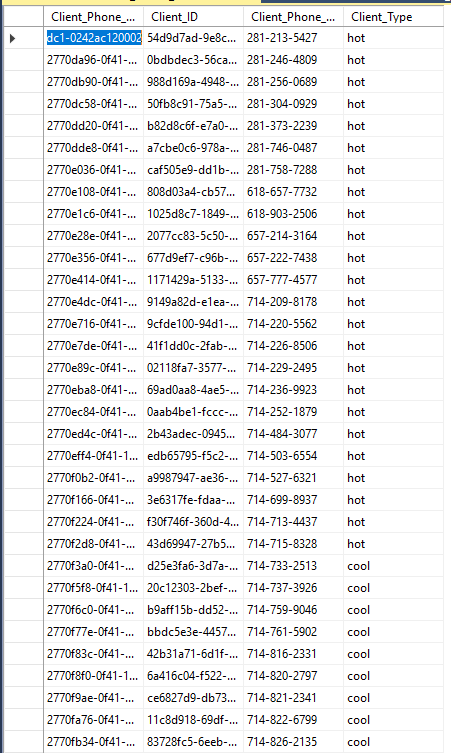 Client_Phone_... Client_ID Client_Phone_... Client_Type
dc1-0242ac120002 54d9d7ad-9e8c... 281-213-5427 hot
2770da96-0f41-... 0bdbdec3-56ca... 281-246-4809 hot
2770db90-0f41-... 988d169a-4948-... 281-256-0689 hot
2770dc58-0f41-... 50fb8c91-75a5-... 281-304-0929 hot
2770dd20-0f41-... b82d8c6f-e7a0-... 281-373-2239 hot
2770dde8-0f41-... a7cbe0c6-978a-... 281-746-0487 hot
2770e036-0f41-... caf505e9-dd1b-... 281-758-7288 hot
2770e108-0f41-... 808d03a4-cb57... 618-657-7732 hot
2770e1c6-0f41-... 1025d8c7-1849-... 618-903-2506 hot
2770e28e-0f41-... 2077cc83-5c50-... 657-214-3164 hot
2770e356-0f41-... 677d9ef7-c96b-... 657-222-7438 hot
2770e414-0f41-... 1171429a-5133-... 657-777-4577 hot
2770e4dc-0f41-... 9149a82d-e1ea-... 714-209-8178 hot
2770e716-0f41-... 9cfde100-94d1-... 714-220-5562 hot
2770e7de-0f41-... 41f1dd0c-2fab-... 714-226-8506 hot
2770e89c-0f41-... 02118fa7-3577-... 714-229-2495 hot
2770eba8-0f41-... 69ad0aa8-4ae5-... 714-236-9923 hot
2770ec84-0f41-... 0aab4be1-fccc-... 714-252-1879 hot
2770ed4c-0f41-... 2b43adec-0945... 714-484-3077 hot
2770eff4-0f41-1... edb65795-f5c2-... 714-503-6554 hot
2770f0b2-0f41-... a9987947-ae36-... 714-527-6321 hot
2770f166-0f41-... 3e6317fe-fdaa-... 714-699-8937 hot
2770f224-0f41-... f30f746f-360d-4... 714-713-4437 hot
2770f2d8-0f41-... 43d69947-27b5... 714-715-8328 hot
2770f3a0-0f41-... d25e3fa6-3d7a-... 714-733-2513 cool
2770f5f8-0f41-1... 20c12303-2bef-... 714-737-3926 cool
2770f6c0-0f41-... b9aff15b-dd52-... 714-759-9046 cool
2770f77e-0f41-... bbdc5e3e-4457... 714-761-5902 cool
2770f83c-0f41-... 42b31a71-6d1f-... 714-816-2331 cool
2770f8f0-0f41-1... 6a416c04-f522-... 714-820-2797 cool
2770f9ae-0f41-... ce6827d9-db73... 714-821-2341 cool
2770fa76-0f41-... 11c8d918-69df-... 714-822-6799 cool
2770fb34-0f41-... 83728fc5-6eeb-... 714-826-2135 cool